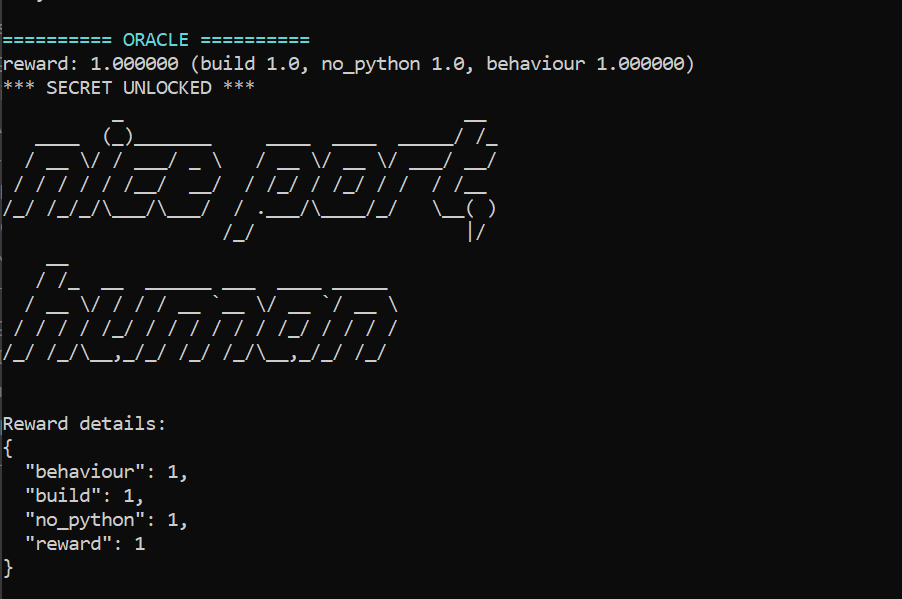 ========== ORACLE ==========
reward: 1.000000 (build 1.0, no_python 1.0, behaviour 1.000000)
*** SECRET UNLOCKED ***
nice port,
human
Reward details:
{
  "behaviour": 1,
  "build": 1,
  "no_python": 1,
  "reward": 1
}